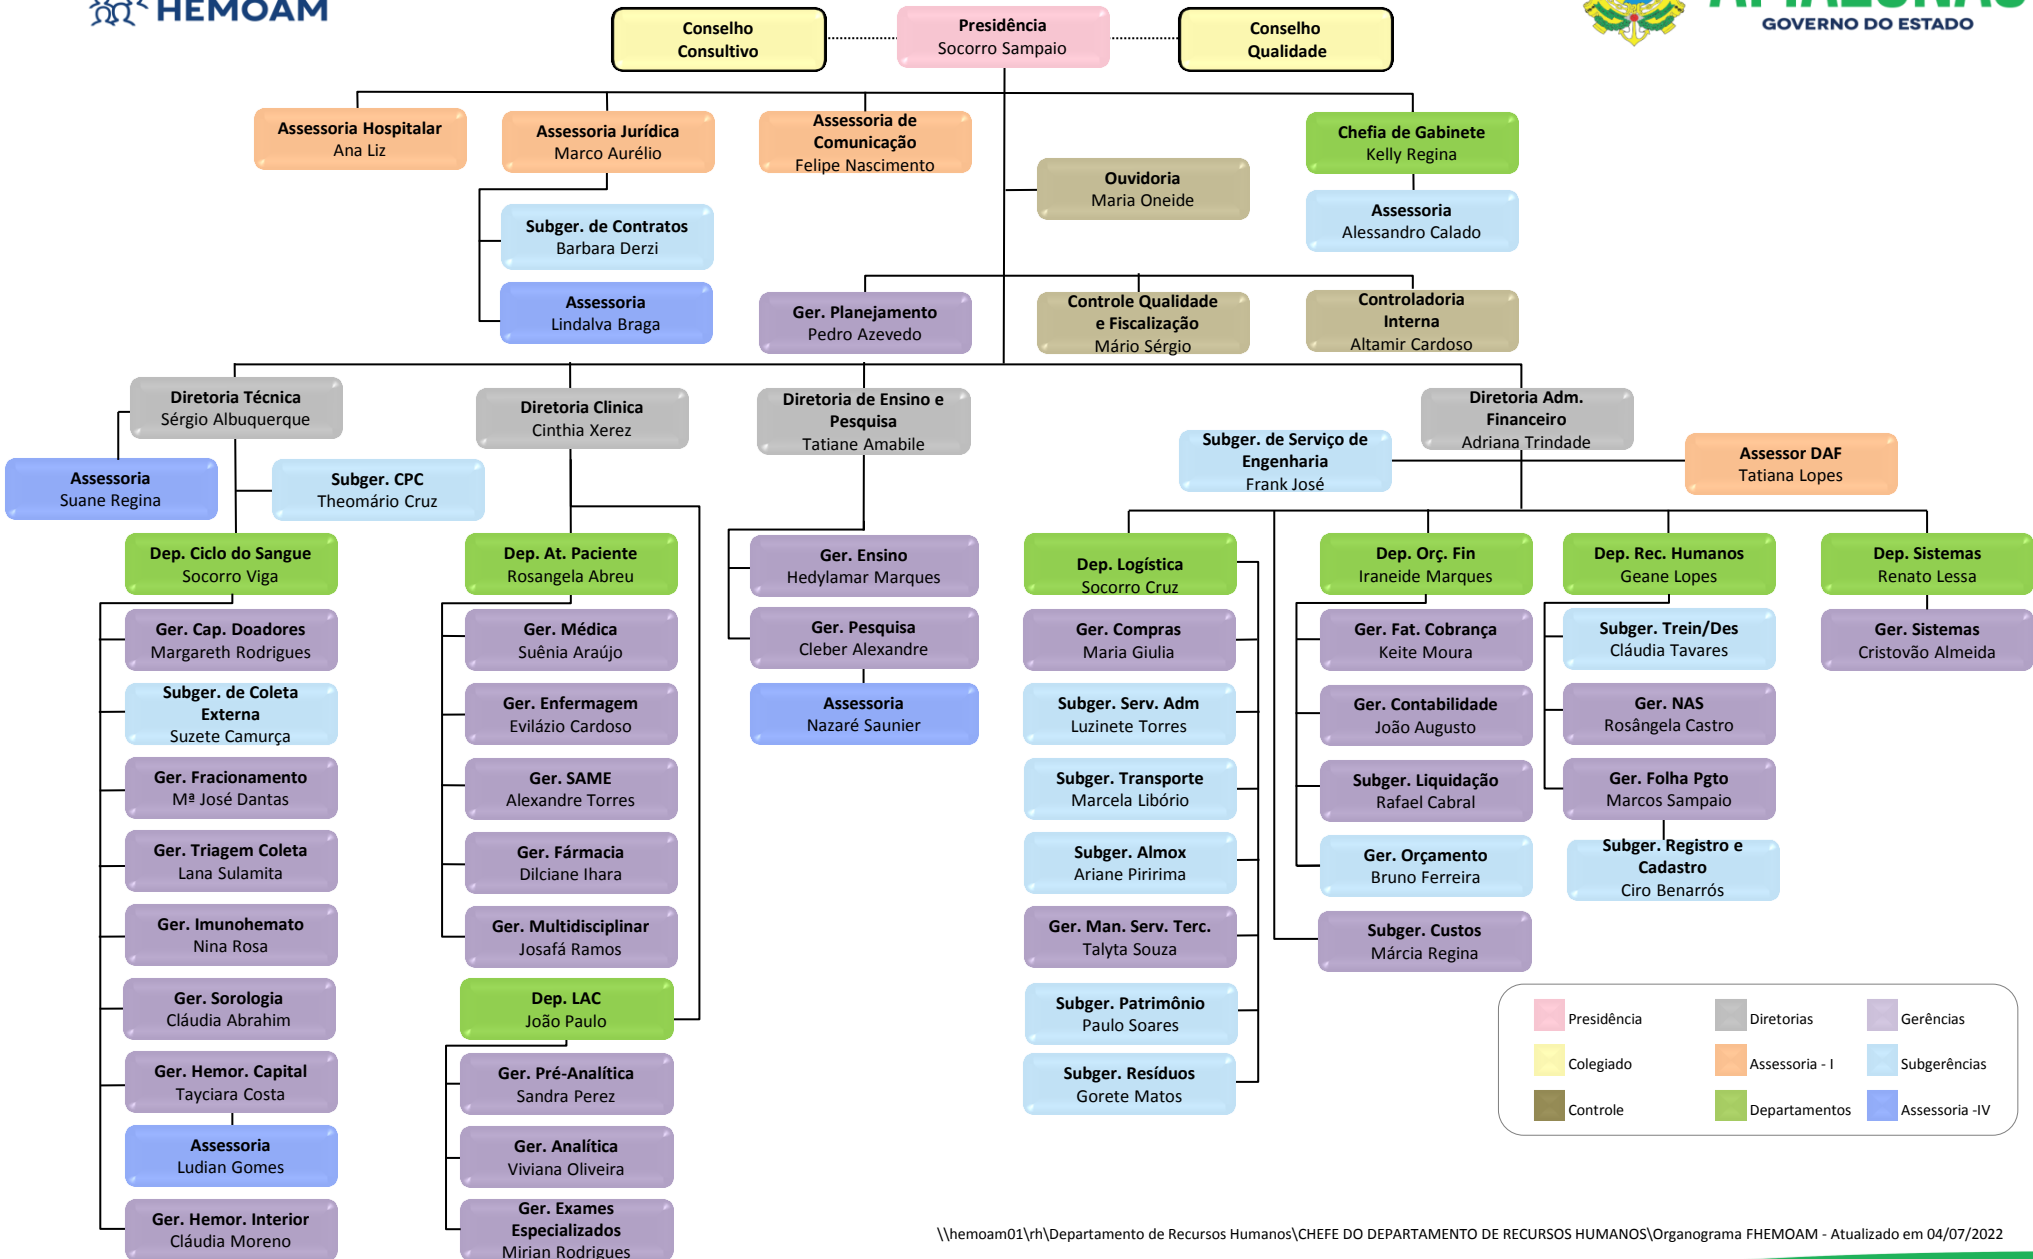 HEMOAM
AMAZONAS
GOVERNO DO ESTADO
Conselho
Consultivo
Presidência
Socorro Sampaio
Conselho
Qualidade
Assessoria Hospitalar
Ana Liz
Assessoria Jurídica
Marco Aurélio
Assessoria de
Comunicação
Felipe Nascimento
Chefia de Gabinete
Kelly Regina
Ouvidoria
Maria Oneide
Assessoria
Alessandro Calado
Subger. de Contratos
Barbara Derzi
Assessoria
Lindalva Braga
Ger. Planejamento
Pedro Azevedo
Controle Qualidade
e Fiscalização
Mário Sérgio
Controladoria
Interna
Altamir Cardoso
Diretoria Técnica
Sérgio Albuquerque
Diretoria Clinica
Cinthia Xerez
Diretoria de Ensino e
Pesquisa
Tatiane Amabile
Diretoria Adm.
Financeiro
Adriana Trindade
Subger. de Serviço de
Engenharia
Frank José
Assessor DAF
Tatiana Lopes
Assessoria
Suane Regina
Subger. CPC
Theomário Cruz
Dep. Ciclo do Sangue
Socorro Viga
Ger. Cap. Doadores
Margareth Rodrigues
Subger. de Coleta
Externa
Suzete Camurça
Ger. Fracionamento
Mª José Dantas
Ger. Triagem Coleta
Lana Sulamita
Ger. Imunohemato
Nina Rosa
Ger. Sorologia
Cláudia Abrahim
Ger. Hemor. Capital
Tayciara Costa
Assessoria
Ludian Gomes
Ger. Hemor. Interior
Cláudia Moreno
Dep. At. Paciente
Rosangela Abreu
Ger. Médica
Suênia Araújo
Ger. Enfermagem
Evilázio Cardoso
Ger. SAME
Alexandre Torres
Ger. Fármacia
Dilciane Ihara
Ger. Multidisciplinar
Josafá Ramos
Dep. LAC
João Paulo
Ger. Pré-Analítica
Sandra Perez
Ger. Analítica
Viviana Oliveira
Ger. Exames
Especializados
Mirian Rodrigues
Ger. Ensino
Hedylamar Marques
Ger. Pesquisa
Cleber Alexandre
Assessoria
Nazaré Saunier
Dep. Logística
Socorro Cruz
Ger. Compras
Maria Giulia
Subger. Serv. Adm
Luzinete Torres
Subger. Transporte
Marcela Libório
Subger. Almox
Ariane Piririma
Ger. Man. Serv. Terc.
Talyta Souza
Subger. Patrimônio
Paulo Soares
Subger. Resíduos
Gorete Matos
Dep. Orç. Fin
Iraneide Marques
Ger. Fat. Cobrança
Keite Moura
Ger. Contabilidade
João Augusto
Subger. Liquidação
Rafael Cabral
Ger. Orçamento
Bruno Ferreira
Subger. Custos
Márcia Regina
Dep. Rec. Humanos
Geane Lopes
Subger. Trein/Des
Cláudia Tavares
Ger. NAS
Rosângela Castro
Ger. Folha Pgto
Marcos Sampaio
Subger. Registro e
Cadastro
Ciro Benarrós
Dep. Sistemas
Renato Lessa
Ger. Sistemas
Cristovão Almeida
Presidência
Diretorias
Gerências
Colegiado
Assessoria - I
Subgerências
Controle
Departamentos
Assessoria -IV
\\hemoam01\rh\Departamento de Recursos Humanos\CHEFE DO DEPARTAMENTO DE RECURSOS HUMANOS\Organograma FHEMOAM - Atualizado em 04/07/2022